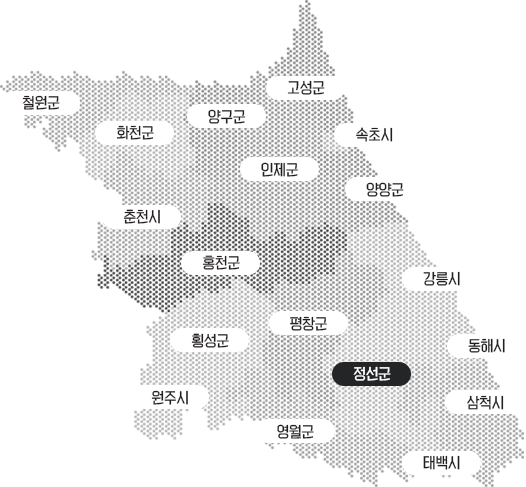 고성군
철원군
양구군
화천군
속초시
인제군
양양군
춘천시
홍천군
강릉시
평창군
횡성군
동해시
정선군
원주시
삼척시
영월군
태백시